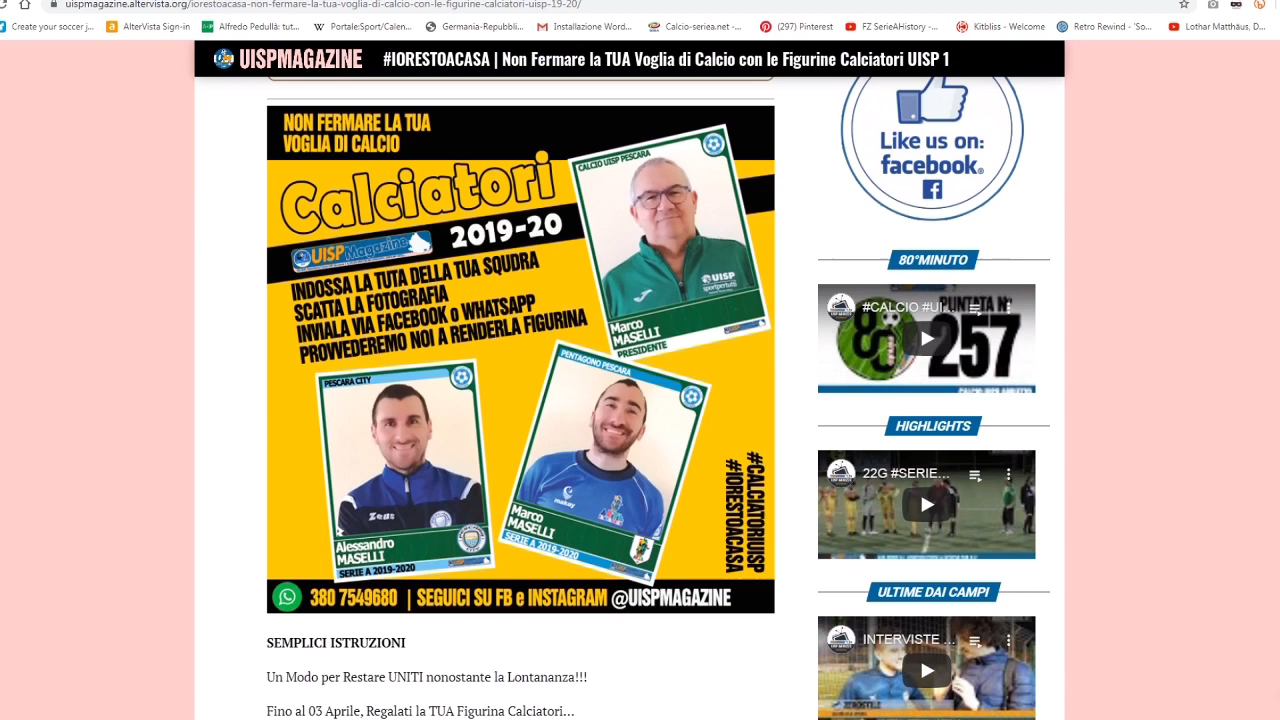 uispmagazine.altervista.org/iorestoacasa-non-fermare-la-tua-voglia-di-calcio-con-le-figurine-calciatori-uisp-19-20/
Create your soccer j...
AlterVista Sign-in
Alfredo Pedullà: tut...
Portale:Sport/Calen...
Germania-Repubbli...
Installazione Word...
Calcio-seriea.net -...
(297) Pinterest
FZ SerieAHistory -...
Kitbliss - Welcome
Retro Rewind - 'So...
Lothar Matthäus, D...
UISPMAGAZINE
#IORESTOACASA | Non Fermare la TUA Voglia di Calcio con le Figurine Calciatori UISP 1
NON FERMARE LA TUA
VOGLIA DI CALCIO
Calciatori
UISP Magazine
2019-20
INDOSSA LA TUTA DELLA TUA SQUDRA
SCATTA LA FOTOGRAFIA
INVIALA VIA FACEBOOK o WHATSAPP
PROVVEDEREMO NOI A RENDERLA FIGURINA
CALCIO UISP PESCARA
UISP
sportpertutti
Marco
MASELLI
PRESIDENTE
PESCARA CITY
Zeus
Alessandro
MASELLI
SERIE A 2019-2020
PENTAGONO PESCARA
makay
Marco
MASELLI
SERIE A 2019-2020
#CALCIATORIUISP
#IORESTOACASA
380 7549680 | SEGUICI SU FB e INSTAGRAM @UISPMAGAZINE
SEMPLICI ISTRUZIONI
Un Modo per Restare UNITI nonostante la Lontananza!!!
Fino al 03 Aprile, Regalati la TUA Figurina Calciatori...
Like us on:
facebook®
80°MINUTO
#CALCIO #UI...
PUNTATA N°
257
HIGHLIGHTS
22G #SERIE...
ULTIME DAI CAMPI
INTERVISTE ...